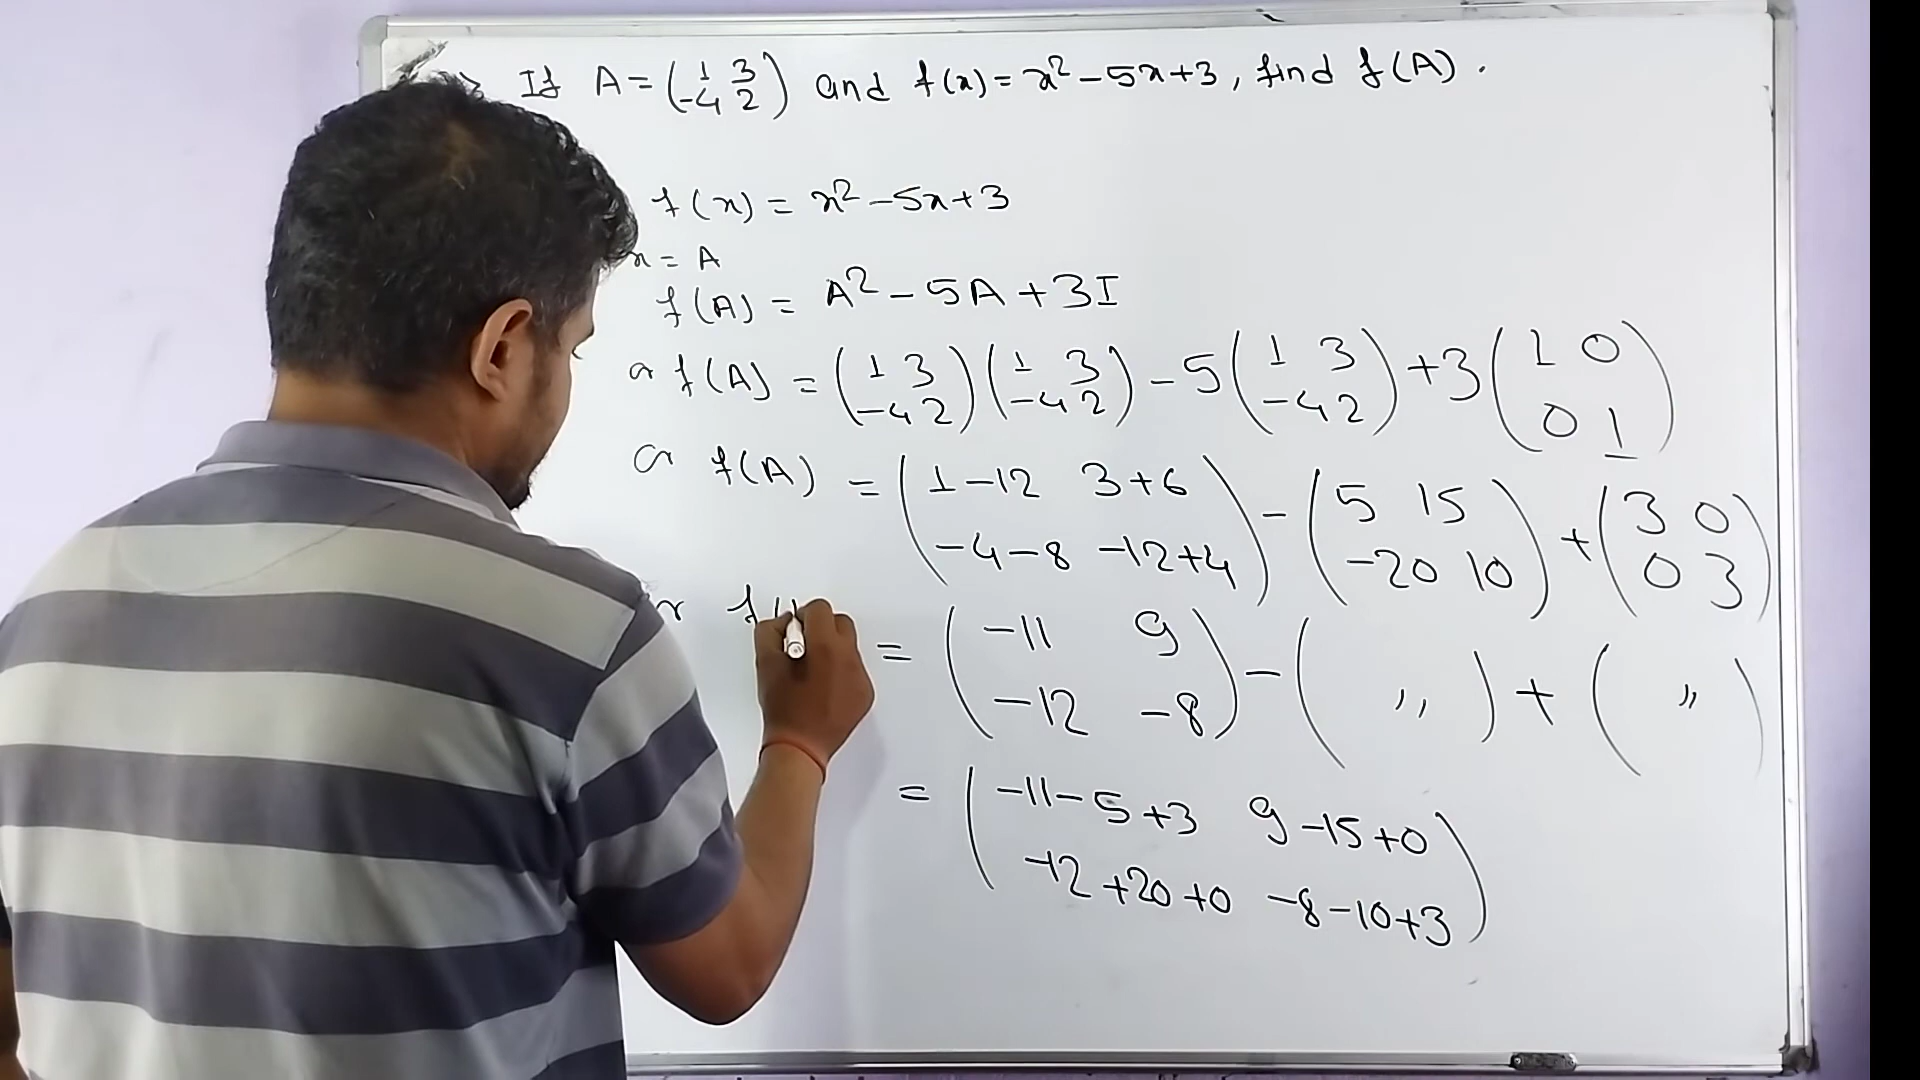 If A = (1 3 -4 2) and f(x) = x² - 5x + 3, find f(A).
f(x) = x² - 5x + 3
x = A
f(A) = A² - 5A + 3I
or f(A) = (1 3 -4 2) (1 3 -4 2) - 5 (1 3 -4 2) + 3 (1 0 0 1)
or f(A) = (1-12 3+6 -4-8 -12+4) - (5 15 -20 10) + (3 0 0 3)
or f( = (-11 9 -12 -8) - ( ,, ) + ( ,, )
= (-11-5+3 9-15+0 -12+20+0 -8-10+3)